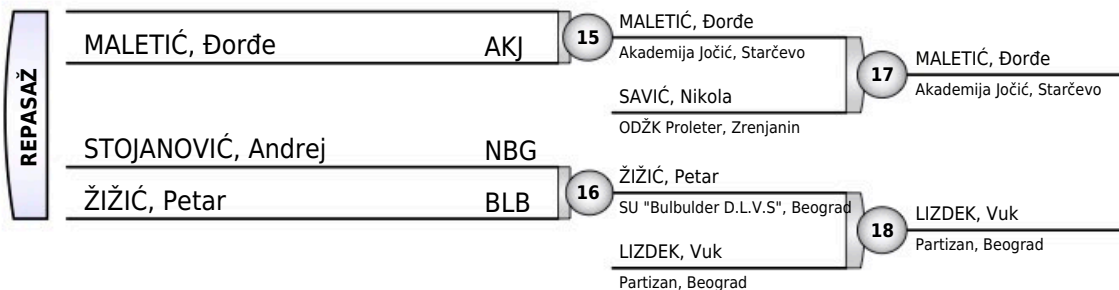 REPASAŽ
MALETIĆ, Đorđe AKJ
STOJANOVIĆ, Andrej NBG
ŽIŽIĆ, Petar BLB
15
16
MALETIĆ, Đorđe
Akademija Jočić, Starčevo
SAVIĆ, Nikola
ODŽK Proleter, Zrenjanin
ŽIŽIĆ, Petar
SU "Bulbulder D.L.V.S", Beograd
LIZDEK, Vuk
Partizan, Beograd
17
18
MALETIĆ, Đorđe
Akademija Jočić, Starčevo
LIZDEK, Vuk
Partizan, Beograd